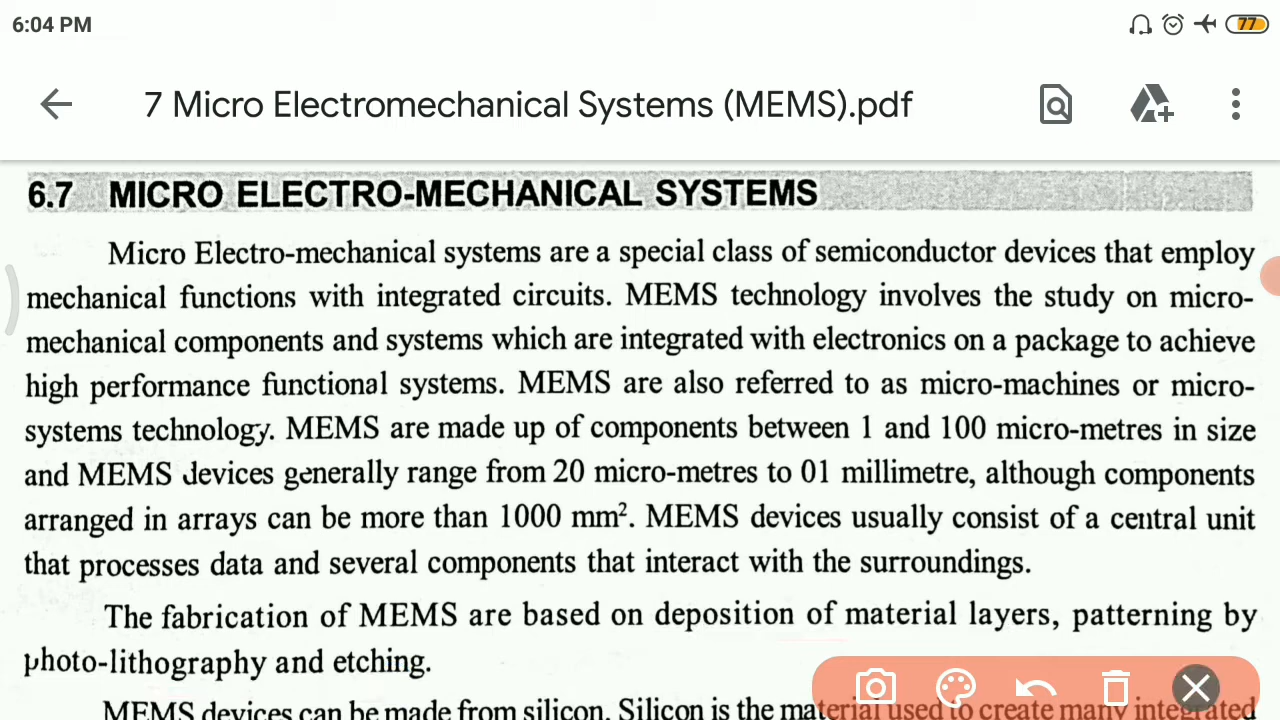 6:04 PM
77
7 Micro Electromechanical Systems (MEMS).pdf
6.7 MICRO ELECTRO-MECHANICAL SYSTEMS
Micro Electro-mechanical systems are a special class of semiconductor devices that employ
mechanical functions with integrated circuits. MEMS technology involves the study on micro-
mechanical components and systems which are integrated with electronics on a package to achieve
high performance functional systems. MEMS are also referred to as micro-machines or micro-
systems technology. MEMS are made up of components between 1 and 100 micro-metres in size
and MEMS devices generally range from 20 micro-metres to 01 millimetre, although components
arranged in arrays can be more than 1000 mm². MEMS devices usually consist of a central unit
that processes data and several components that interact with the surroundings.
The fabrication of MEMS are based on deposition of material layers, patterning by
photo-lithography and etching.
MEMS devices can be made from silicon. Silicon is the material used to create many integrated